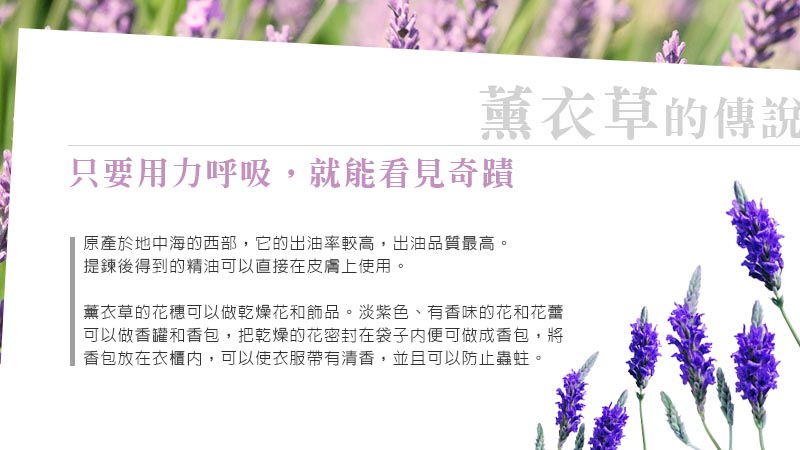 薰衣草的傳說
只要用力呼吸，就能看見奇蹟
原產於地中海的西部，它的出油率較高，出油品質最高。
提鍊後得到的精油可以直接在皮膚上使用。
薰衣草的花穗可以做乾燥花和飾品。淡紫色、有香味的花和花蕾
可以做香罐和香包，把乾燥的花密封在袋子內便可做成香包，將
香包放在衣櫃內，可以使衣服帶有清香，並且可以防止蟲蛀。